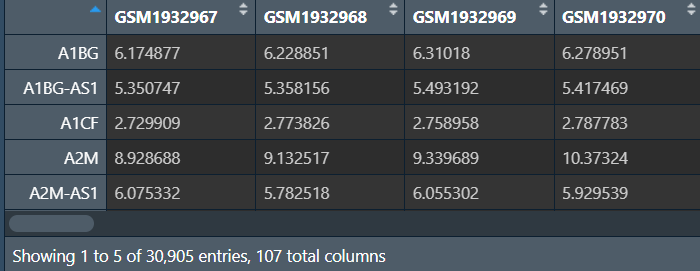 GSM1932967 GSM1932968 GSM1932969 GSM1932970
A1BG 6.174877 6.228851 6.31018 6.278951
A1BG-AS1 5.350747 5.358156 5.493192 5.417469
A1CF 2.729909 2.773826 2.758958 2.787783
A2M 8.928688 9.132517 9.339689 10.37324
A2M-AS1 6.075332 5.782518 6.055302 5.929539
Showing 1 to 5 of 30,905 entries, 107 total columns